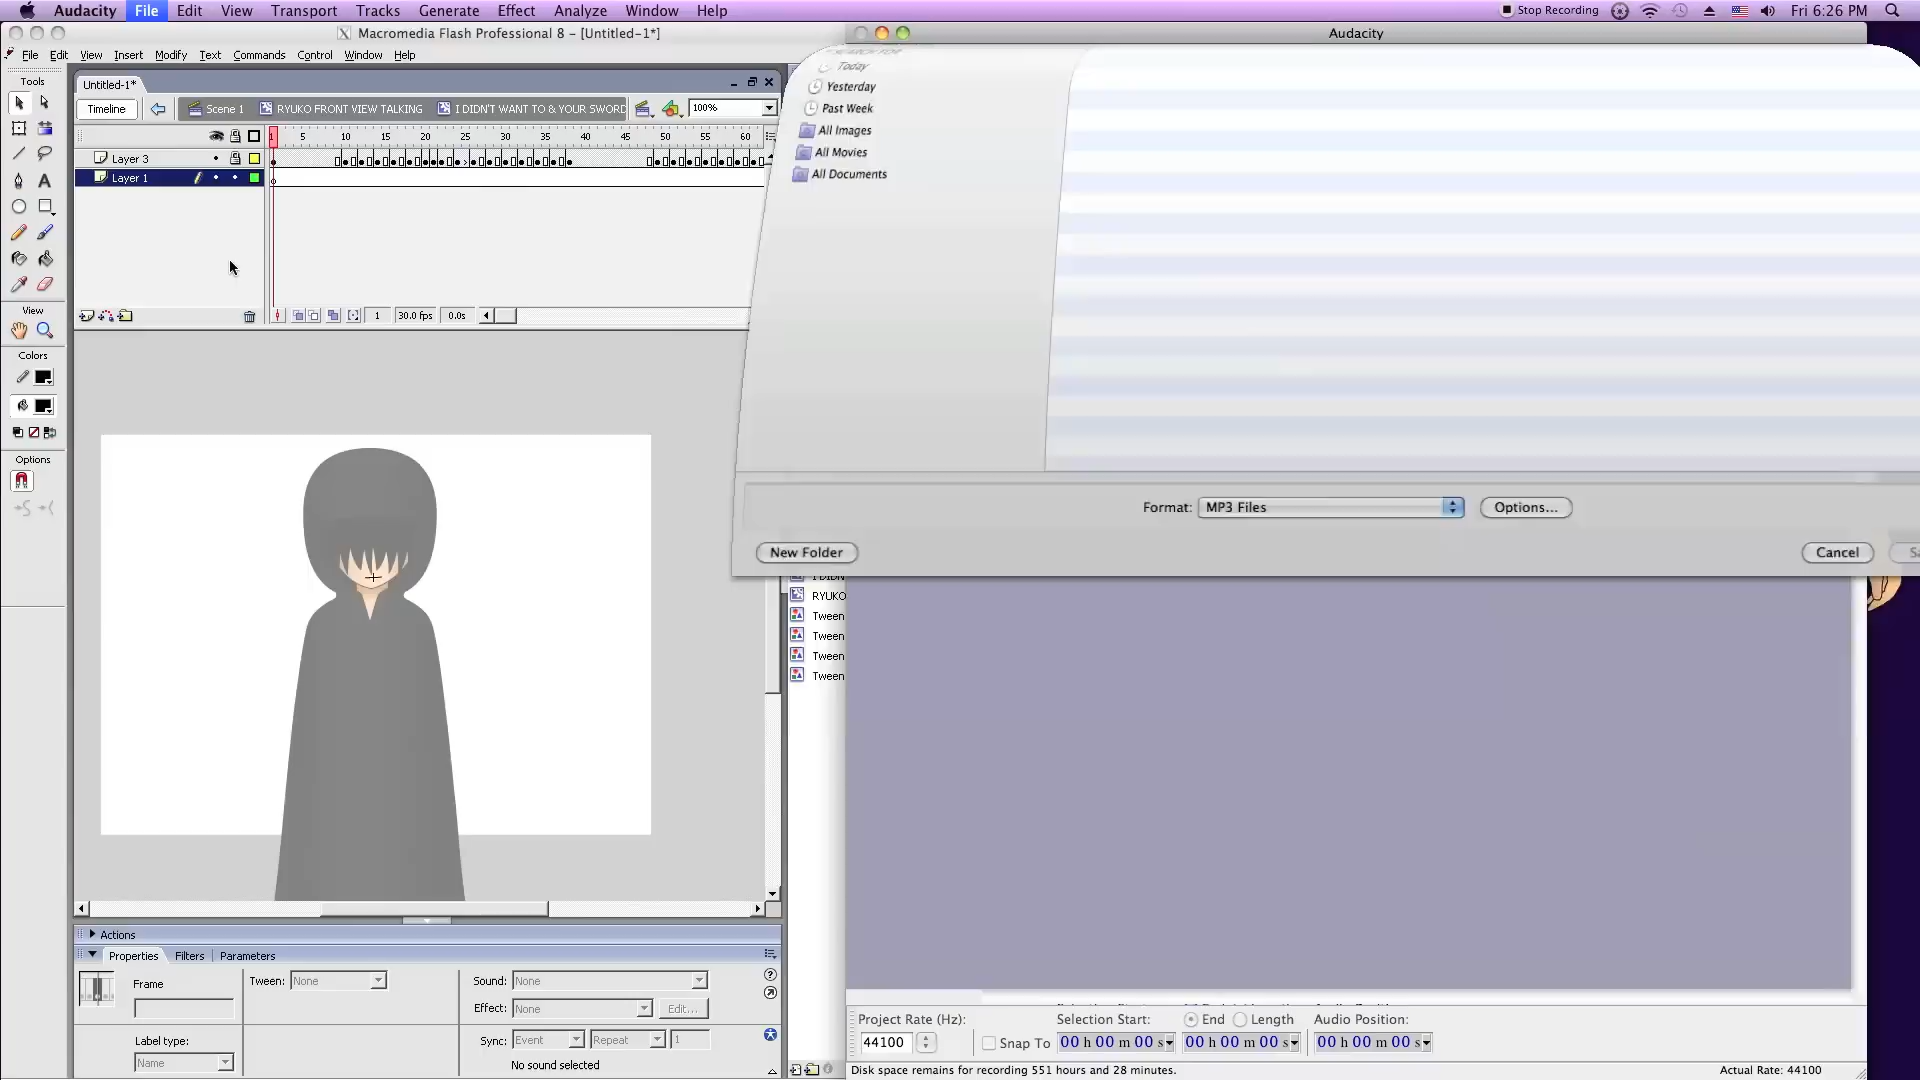 Audacity File Edit View Transport Tracks Generate Effect Analyze Window Help
Stop Recording Fri 6:26 PM
Macromedia Flash Professional 8 - [Untitled-1*]
Audacity
File Edit View Insert Modify Text Commands Control Window Help
Tools
Untitled-1*
Timeline
Scene 1 RYUKO FRONT VIEW TALKING I DIDN'T WANT TO & YOUR SWORD
100%
1 5 10 15 20 25 30 35 40 45 50 55 60
Layer 3
Layer 1
1 30.0 fps 0.0s
View
Colors
Options
Today
Yesterday
Past Week
All Images
All Movies
All Documents
Format: MP3 Files Options...
New Folder
Cancel
RYUKO
Tween
Tween
Tween
Tween
Actions
Properties Filters Parameters
Frame
Tween: None
Sound: None
Effect: None Edit...
Label type:
Name
Sync: Event Repeat 1
No sound selected
Project Rate (Hz):
44100
Snap To
Selection Start: End Length Audio Position:
00 h 00 m 00 s 00 h 00 m 00 s 00 h 00 m 00 s
Disk space remains for recording 551 hours and 28 minutes.
Actual Rate: 44100